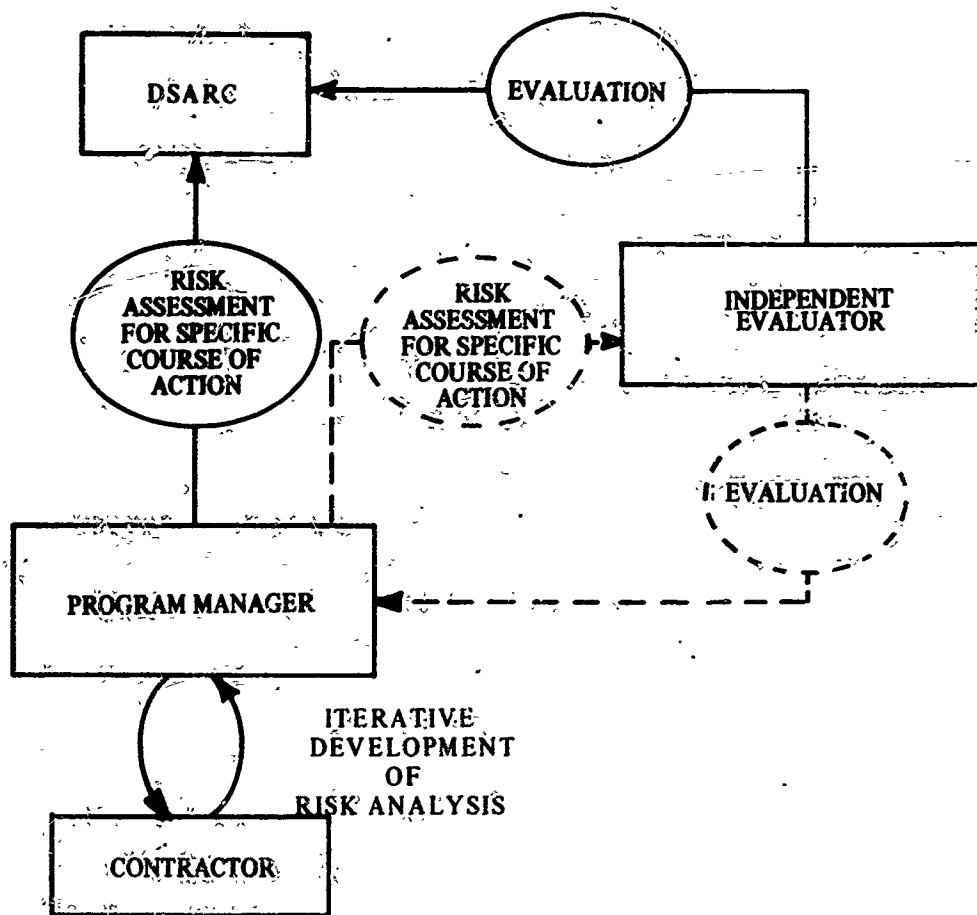 DSARC
EVALUATION
RISK
ASSESSMENT
FOR SPECIFIC
COURSE OF
ACTION
RISK
ASSESSMENT
FOR SPECIFIC
COURSE OF
ACTION
INDEPENDENT
EVALUATOR
EVALUATION
PROGRAM MANAGER
ITERATIVE
DEVELOPMENT
OF
RISK ANALYSIS
CONTRACTOR